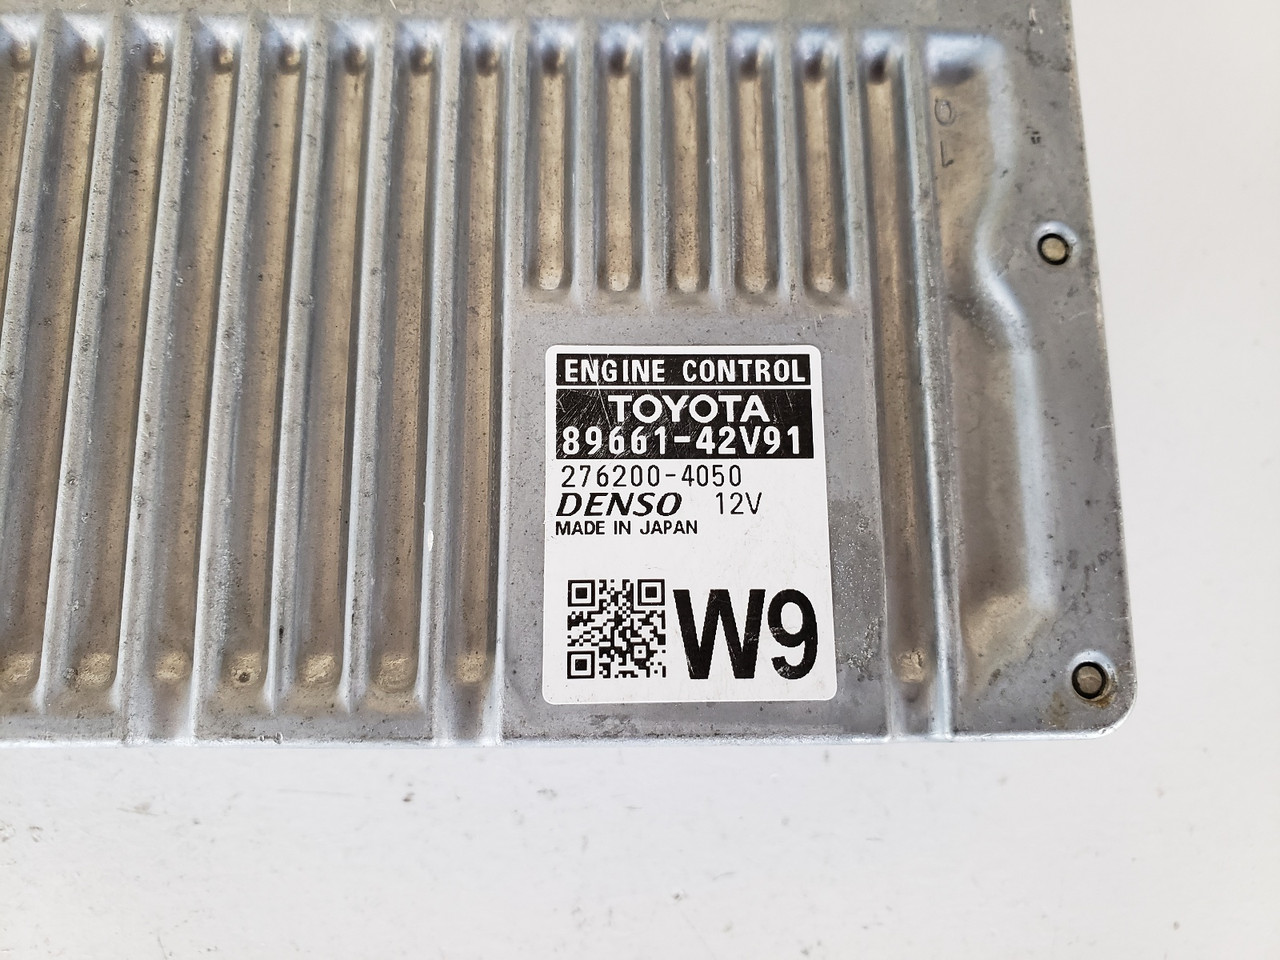 ENGINE CONTROL
TOYOTA
89661-42V91
276200-4050
DENSO 12V
MADE IN JAPAN
W9